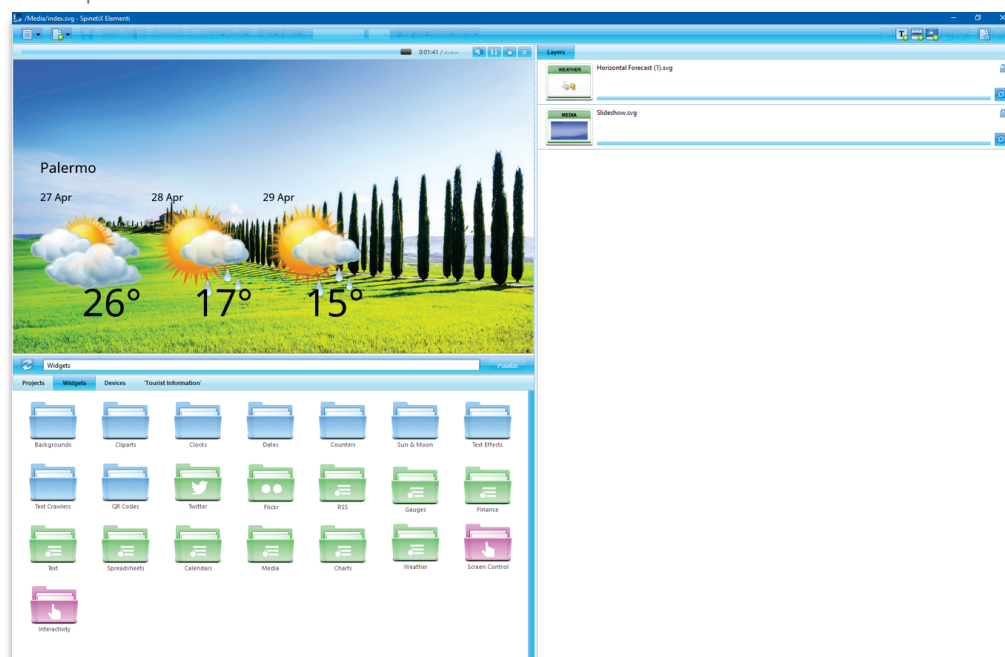 /Media/index.svg - SpinetiX Elementi
0:01:41 / --:--:--
Layers
WEATHER
Horizontal Forecast (1).svg
MEDIA
Slideshow.svg
Palermo
27 Apr 28 Apr 29 Apr
26° 17° 15°
Widgets
Publish
Projects Widgets Devices 'Tourist Information'
Backgrounds Cliparts Clocks Dates Counters Sun & Moon Text Effects
Text Crawlers QR Codes Twitter Flickr RSS Gauges Finance
Text Spreadsheets Calendars Media Charts Weather Screen Control
Interactivity